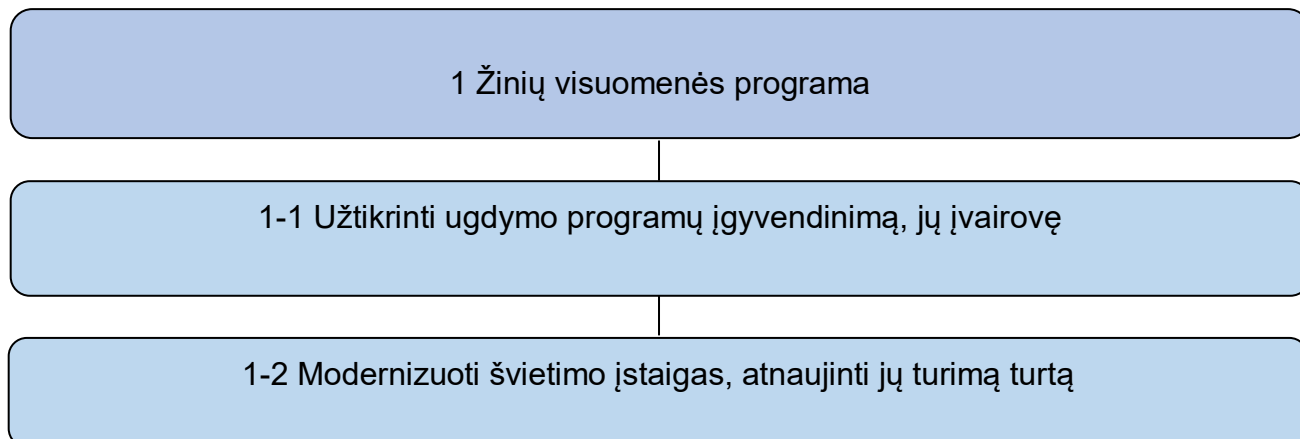 1 Žinių visuomenės programa
1-1 Užtikrinti ugdymo programų įgyvendinimą, jų įvairovę
1-2 Modernizuoti švietimo įstaigas, atnaujinti jų turimą turtą